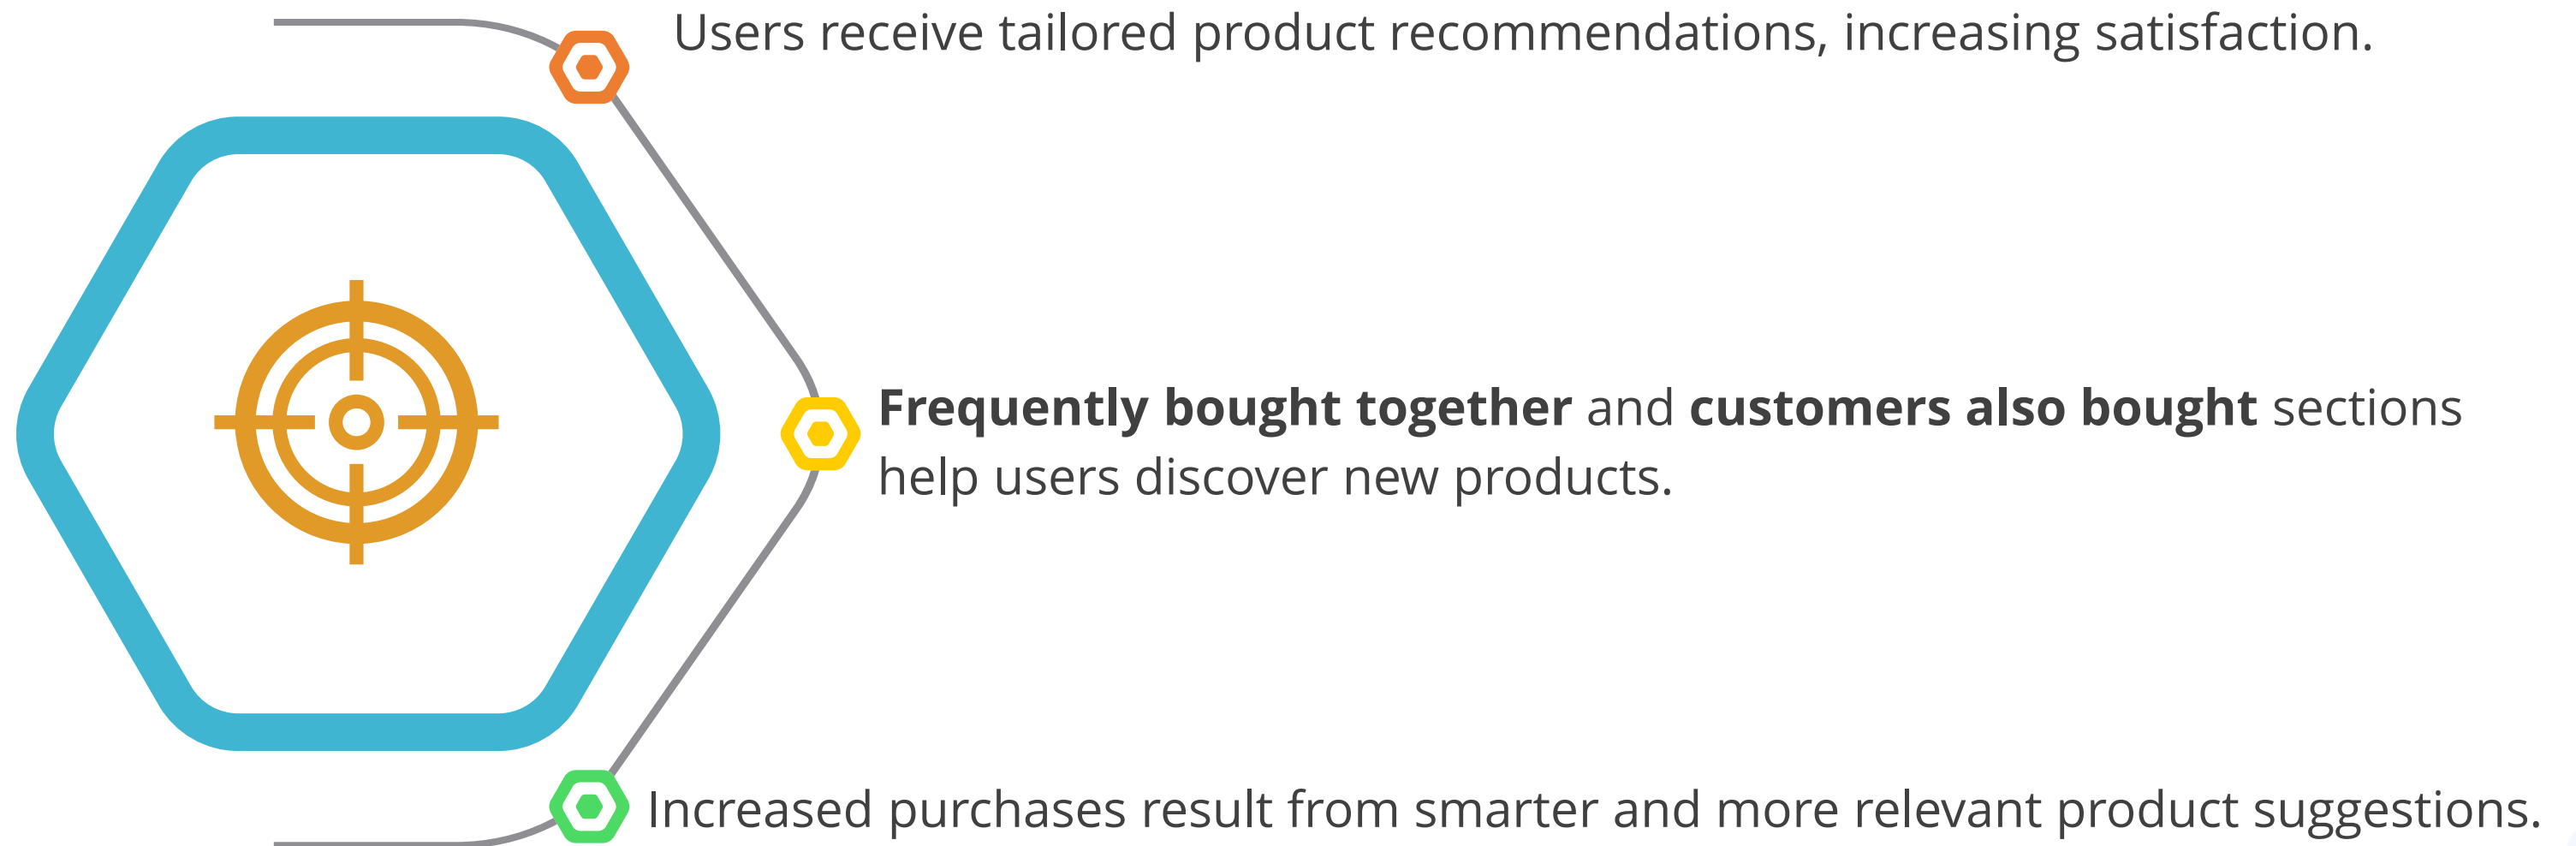 Users receive tailored product recommendations, increasing satisfaction.
Frequently bought together and customers also bought sections
help users discover new products.
Increased purchases result from smarter and more relevant product suggestions.